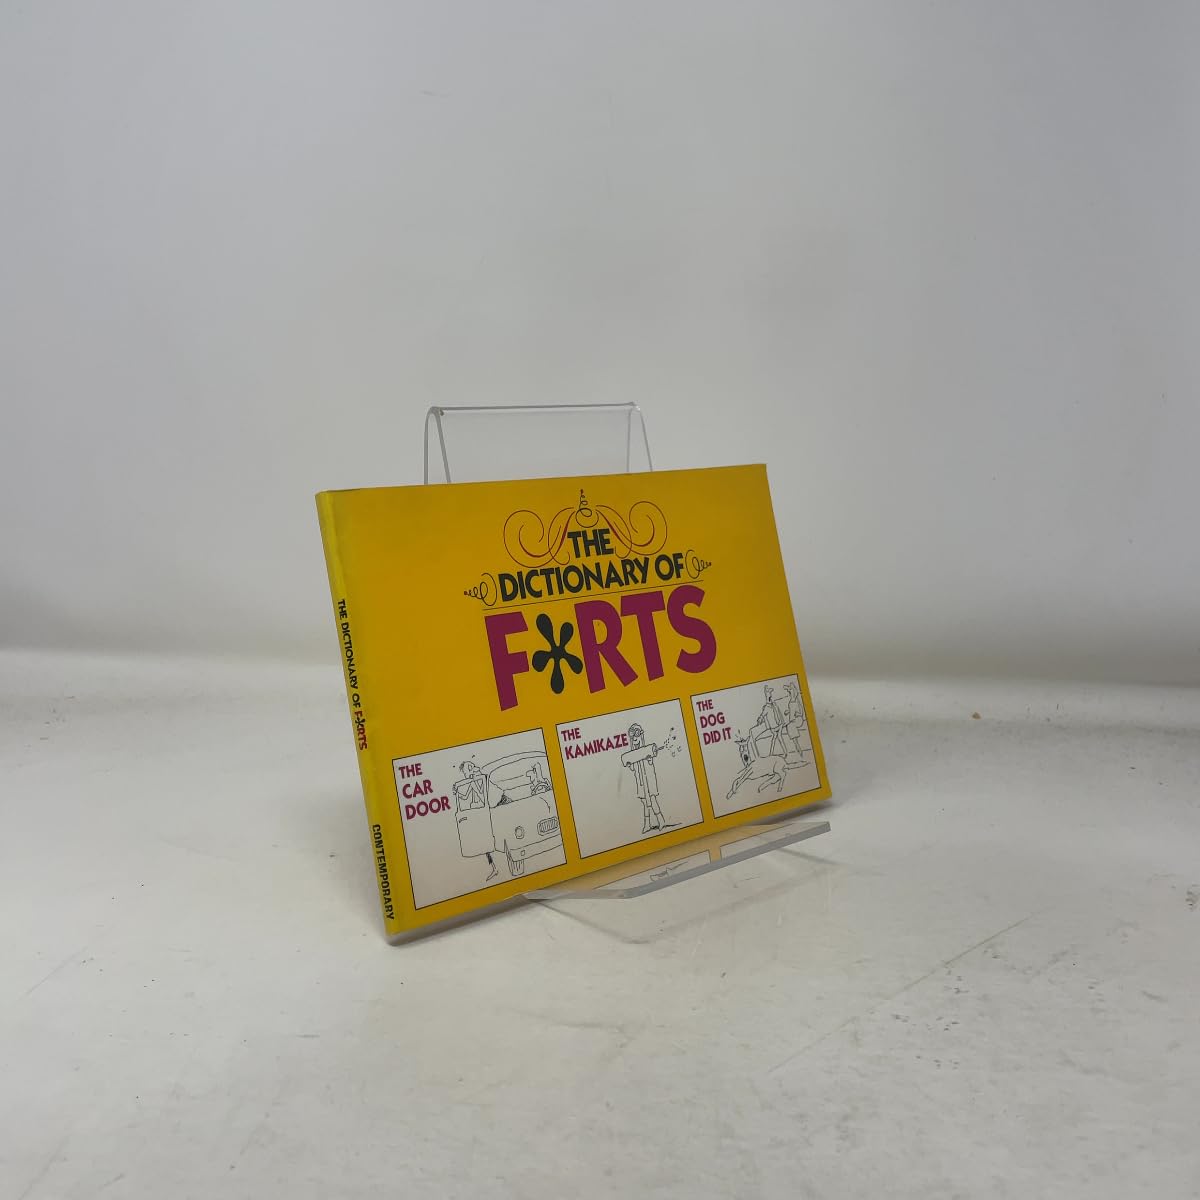 THE
DICTIONARY OF
F*RTS
THE
CAR
DOOR
THE
KAMIKAZE
THE
DOG
DID IT
THE DICTIONARY OF F*RTS
CONTEMPORARY